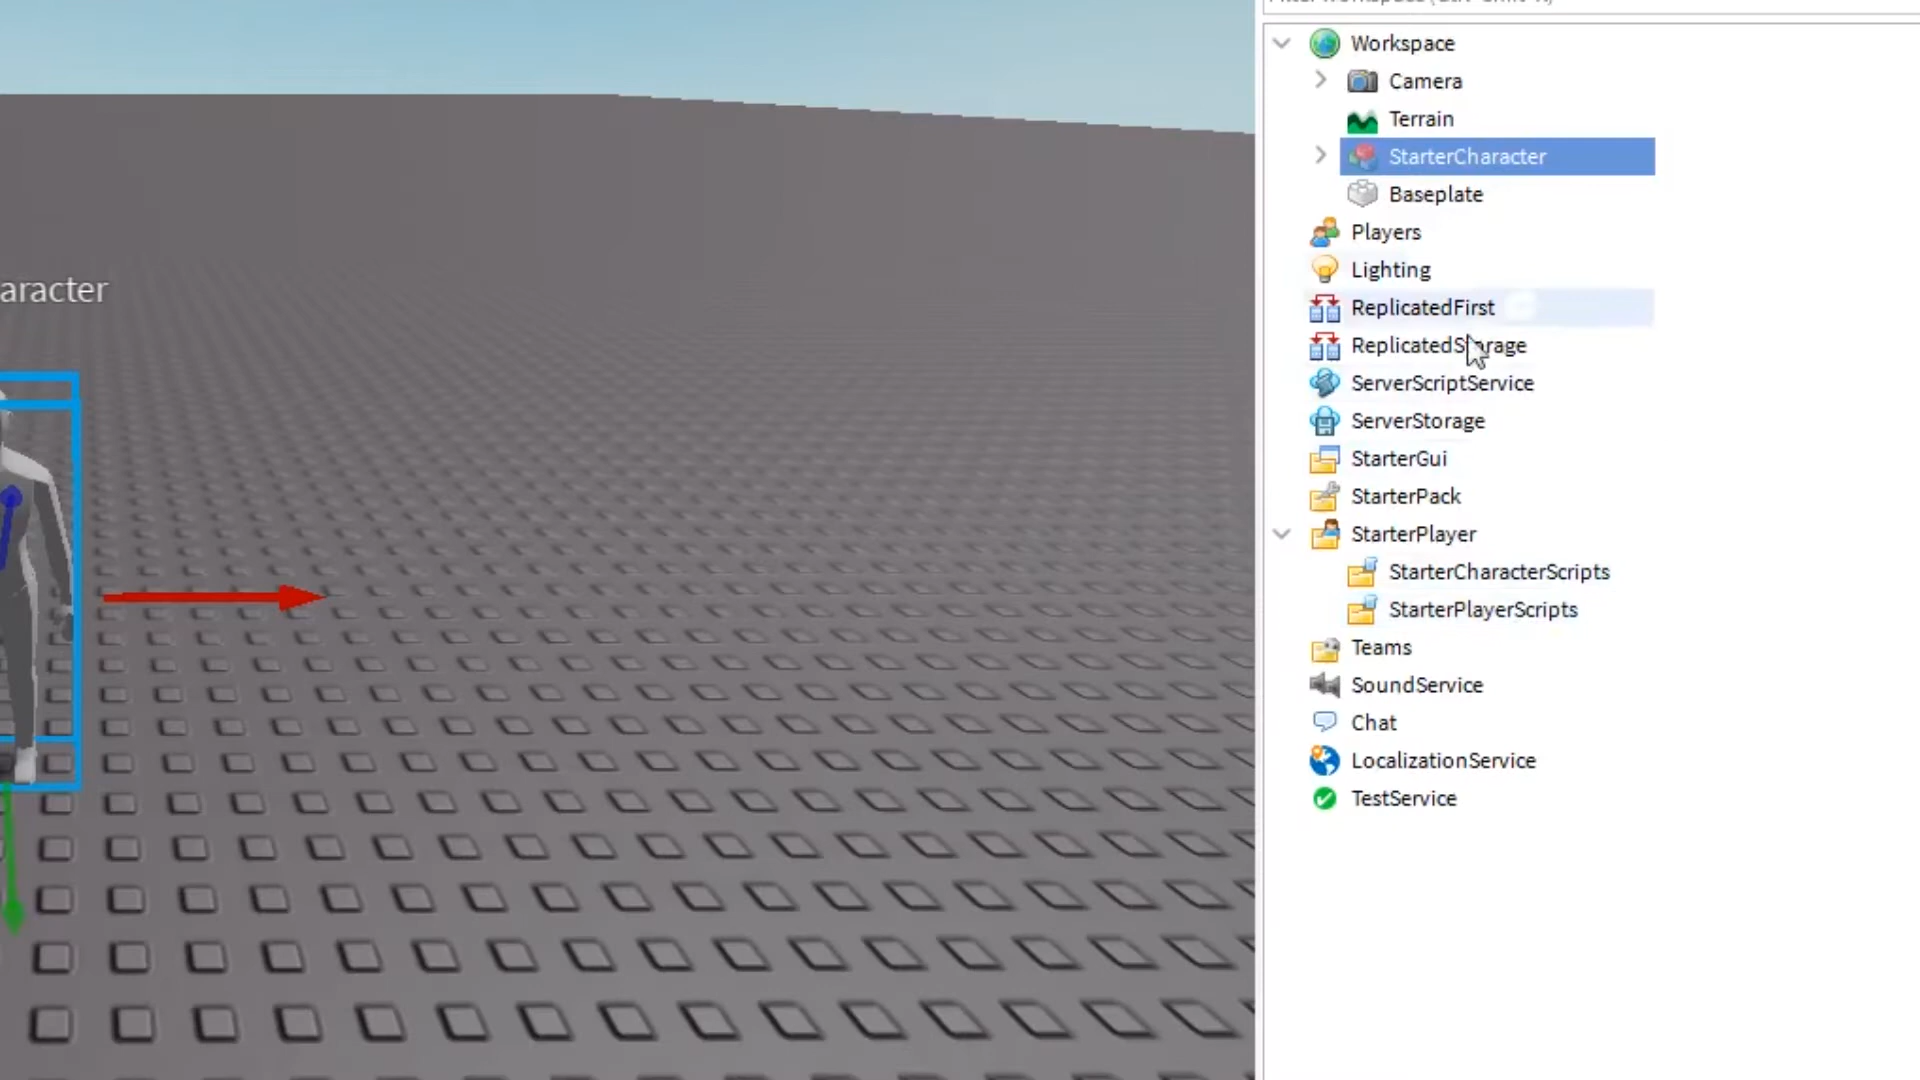 Workspace
Camera
Terrain
StarterCharacter
Baseplate
Players
Lighting
aracter
ReplicatedFirst
ReplicatedStorage
ServerScriptService
ServerStorage
StarterGui
StarterPack
StarterPlayer
StarterCharacterScripts
StarterPlayerScripts
Teams
SoundService
Chat
LocalizationService
TestService